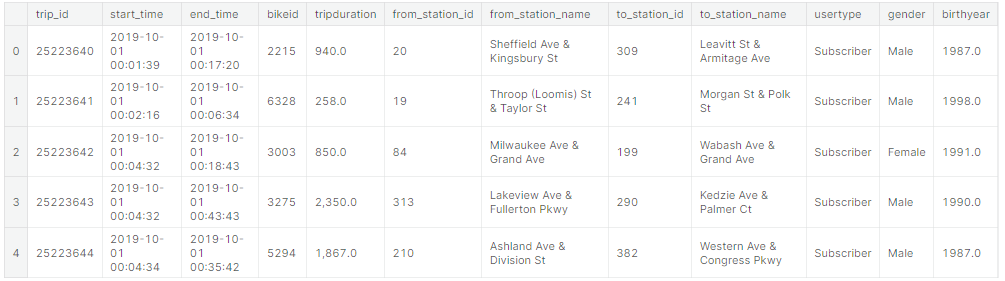 trip_id start_time end_time bikeid tripduration from_station_id from_station_name to_station_id to_station_name usertype gender birthyear
0 25223640 2019-10-01 00:01:39 2019-10-01 00:17:20 2215 940.0 20 Sheffield Ave & Kingsbury St 309 Leavitt St & Armitage Ave Subscriber Male 1987.0
1 25223641 2019-10-01 00:02:16 2019-10-01 00:06:34 6328 258.0 19 Throop (Loomis) St & Taylor St 241 Morgan St & Polk St Subscriber Male 1998.0
2 25223642 2019-10-01 00:04:32 2019-10-01 00:18:43 3003 850.0 84 Milwaukee Ave & Grand Ave 199 Wabash Ave & Grand Ave Subscriber Female 1991.0
3 25223643 2019-10-01 00:04:32 2019-10-01 00:43:43 3275 2,350.0 313 Lakeview Ave & Fullerton Pkwy 290 Kedzie Ave & Palmer Ct Subscriber Male 1990.0
4 25223644 2019-10-01 00:04:34 2019-10-01 00:35:42 5294 1,867.0 210 Ashland Ave & Division St 382 Western Ave & Congress Pkwy Subscriber Male 1987.0